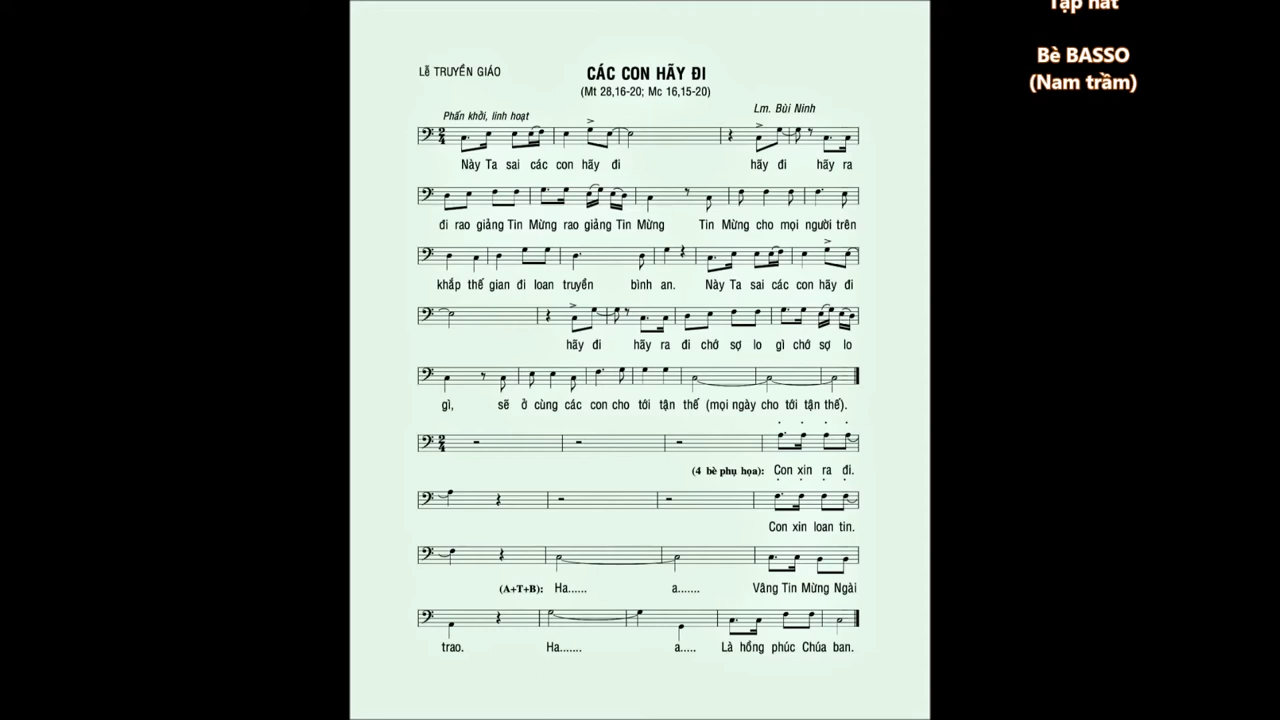 Tập hát
Bè BASSO
(Nam trầm)
Lễ TRUYỀN GIÁO
CÁC CON HÃY ĐI
(Mt 28,16-20; Mc 16,15-20)
Phấn khởi, linh hoạt
Lm. Bùi Ninh
Này Ta sai các con hãy đi hãy đi hãy ra
đi rao giảng Tin Mừng rao giảng Tin Mừng Tin Mừng cho mọi người trên
khắp thế gian đi loan truyền bình an. Này Ta sai các con hãy đi
hãy đi hãy ra đi chớ sợ lo gì chớ sợ lo
gì, sẽ ở cùng các con cho tới tận thế (mọi ngày cho tới tận thế).
(4 bè phụ họa): Con xin ra đi.
Con xin loan tin.
(A+T+B): Ha...... a....... Vâng Tin Mừng Ngài
trao. Ha....... a..... Là hồng phúc Chúa ban.